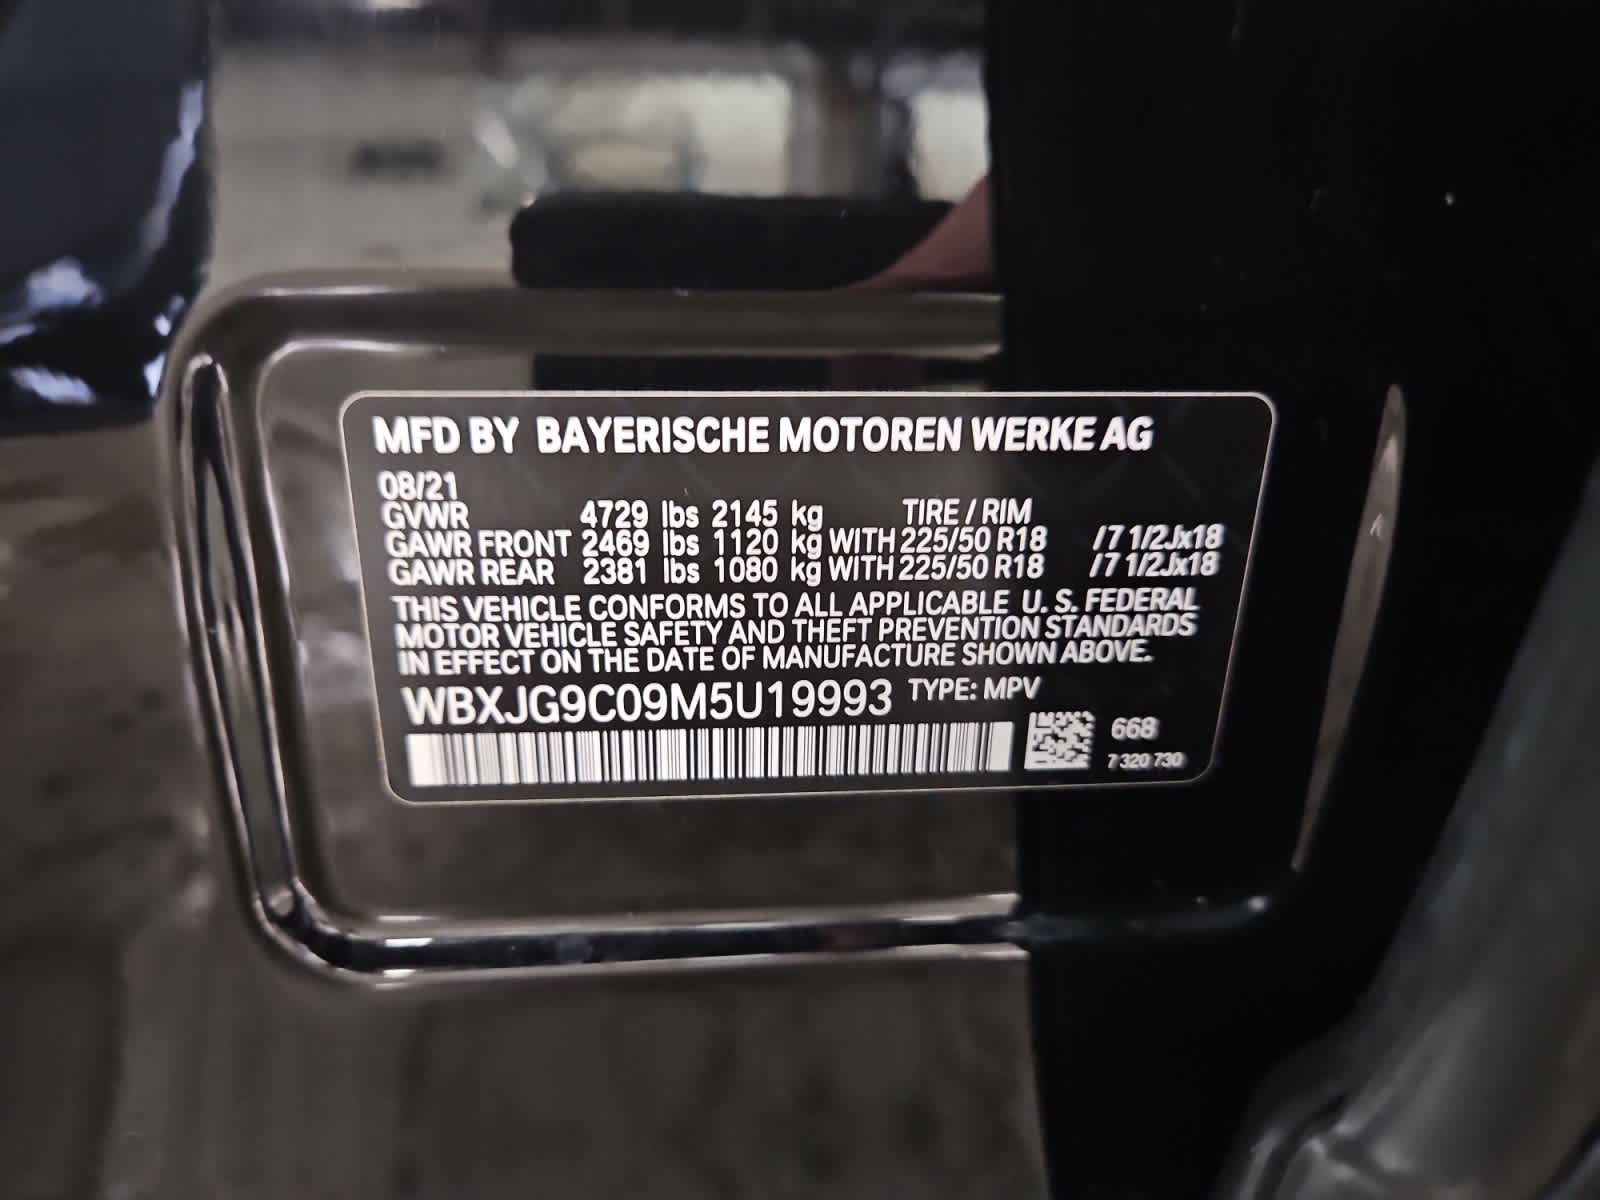 MFD BY BAYERISCHE MOTOREN WERKE AG
08/21
GVWR 4729 lbs 2145 kg TIRE / RIM
GAWR FRONT 2469 lbs 1120 kg WITH 225/50 R18 /7 1/2Jx18
GAWR REAR 2381 lbs 1080 kg WITH 225/50 R18 /7 1/2Jx18
THIS VEHICLE CONFORMS TO ALL APPLICABLE U. S. FEDERAL
MOTOR VEHICLE SAFETY AND THEFT PREVENTION STANDARDS
IN EFFECT ON THE DATE OF MANUFACTURE SHOWN ABOVE.
WBXJG9C09M5U19993 TYPE: MPV
668
7 320 730